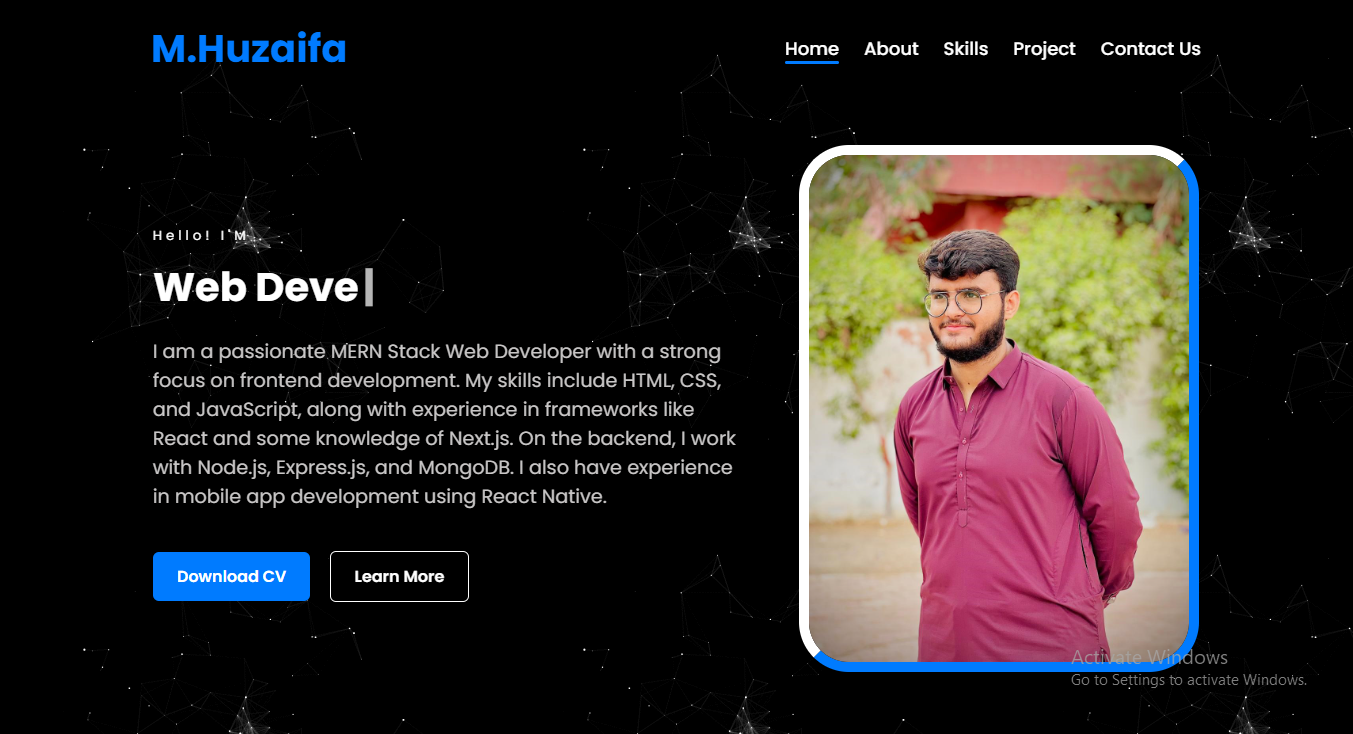 M.Huzaifa
Home
About
Skills
Project
Contact Us
Hello! I'M
Web Deve
I am a passionate MERN Stack Web Developer with a strong
focus on frontend development. My skills include HTML, CSS,
and JavaScript, along with experience in frameworks like
React and some knowledge of Next.js. On the backend, I work
with Node.js, Express.js, and MongoDB. I also have experience
in mobile app development using React Native.
Download CV
Learn More
Activate Windows
Go to Settings to activate Windows.